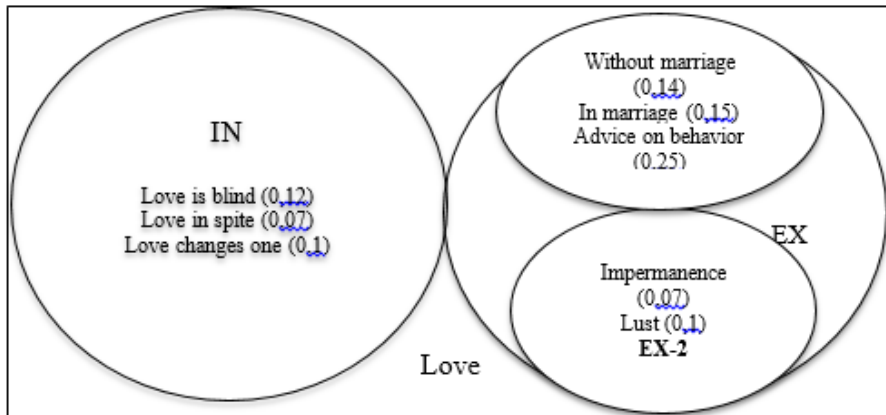 IN
Love is blind (0,12)
Love in spite (0,07)
Love changes one (0,1)
Without marriage
(0,14)
In marriage (0,15)
Advice on behavior
(0,25)
EX
Impermanence
(0,07)
Lust (0,1)
EX-2
Love